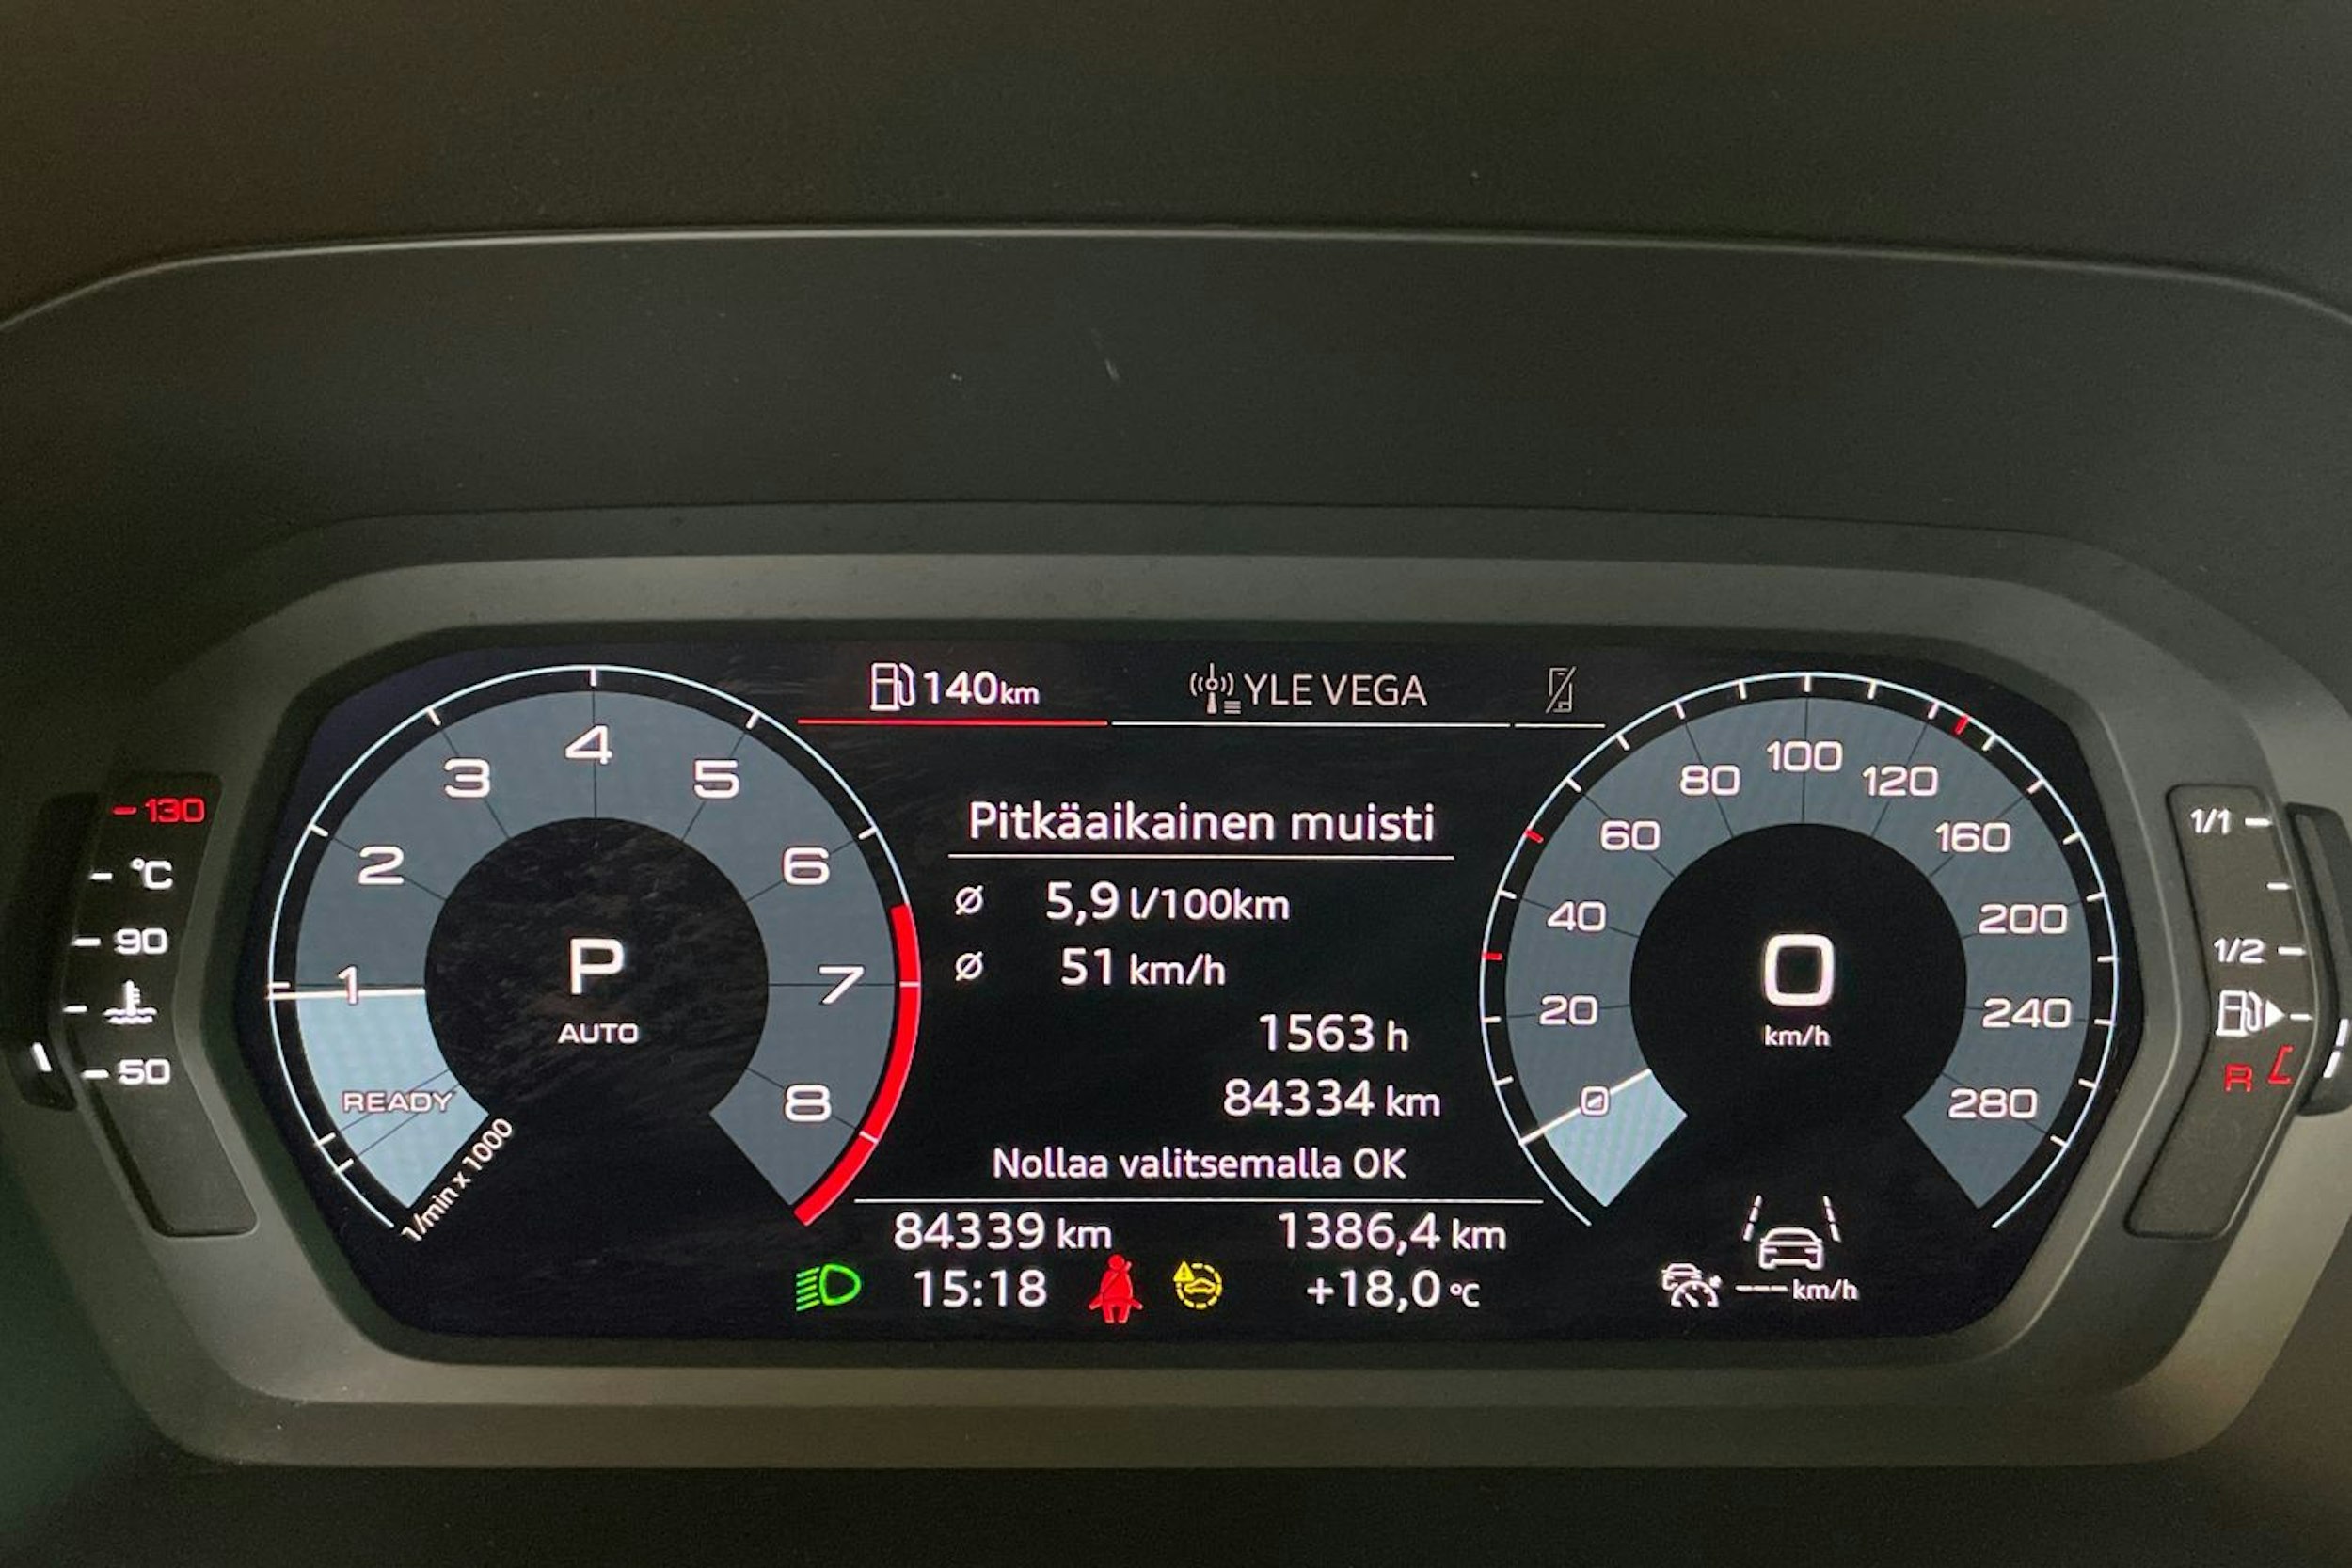 140 km
YLE VEGA
Pitkäaikainen muisti
Ø 5,9 l/100km
Ø 51 km/h
1563 h
84334 km
Nollaa valitsemalla OK
84339 km 1386,4 km
15:18 +18,0 °C
130
°C
90
50
READY
1
2
3
4
5
6
7
8
1/min x 1000
P
AUTO
0
20
40
60
80
100
120
160
200
240
280
0
km/h
--- km/h
1/1
1/2
R